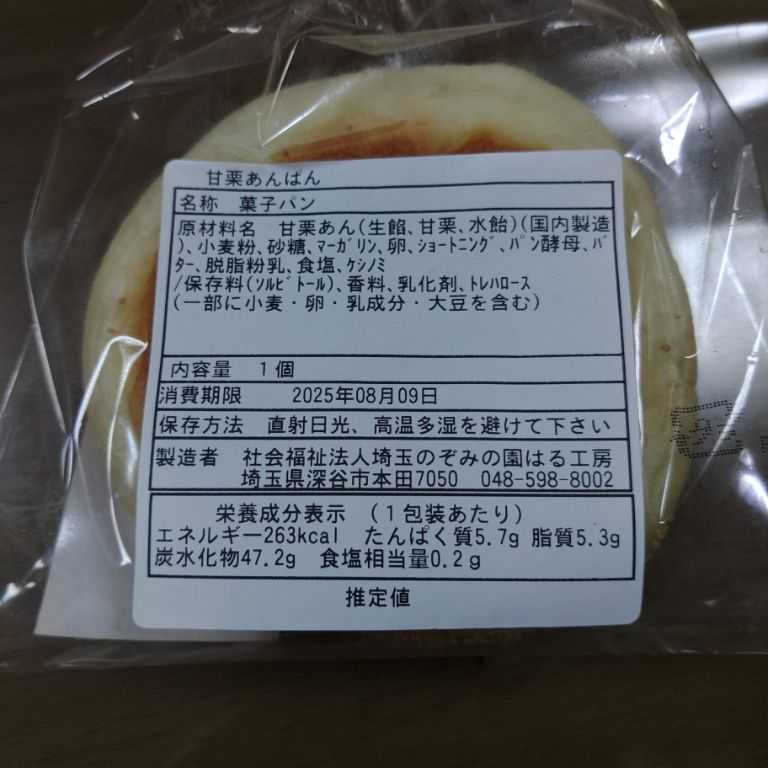 甘栗あんぱん
名称 菓子パン
原材料名 甘栗あん(生餡、甘栗、水飴)(国内製造
)、小麦粉、砂糖、ﾏｰｶﾞﾘﾝ、卵、ｼｮｰﾄﾆﾝｸﾞ、ﾊﾟﾝ酵母、ﾊﾞ
ﾀｰ、脱脂粉乳、食塩、ｹｼﾉﾐ
/保存料(ｿﾙﾋﾞﾄｰﾙ)、香料、乳化剤、ﾄﾚﾊﾛｰｽ
(一部に小麦・卵・乳成分・大豆を含む)
内容量 1個
消費期限 2025年08月09日
保存方法 直射日光、高温多湿を避けて下さい
製造者 社会福祉法人埼玉のぞみの園はる工房
埼玉県深谷市本田7050 048-598-8002
栄養成分表示 (1包装あたり)
エネルギー263kcal たんぱく質5.7g 脂質5.3g
炭水化物47.2g 食塩相当量0.2g
推定値